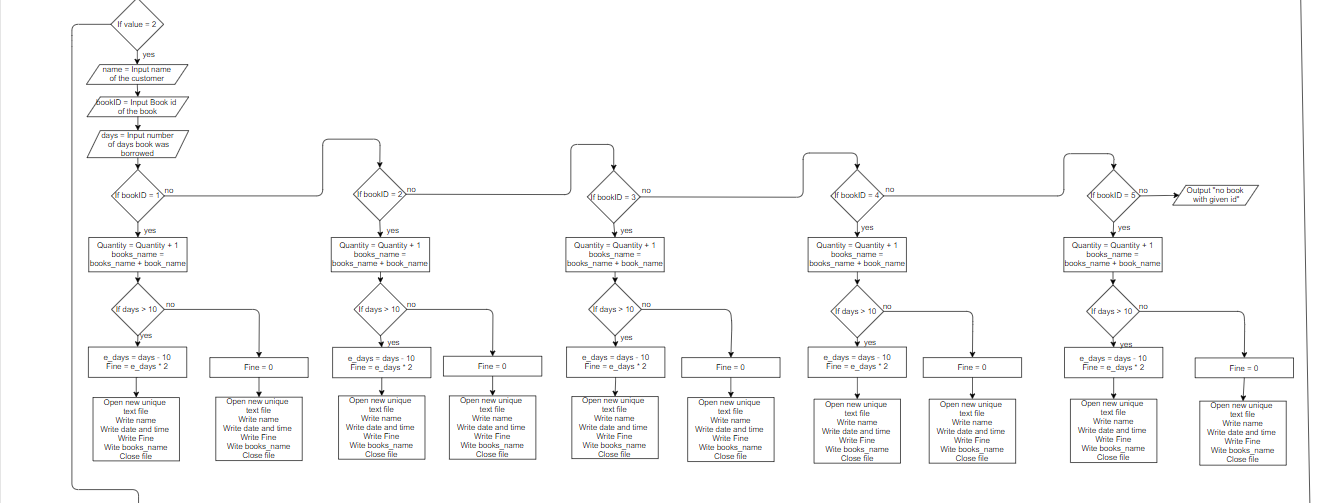 If value = 2
yes
name = Input name
of the customer
bookID = Input Book id
of the book
days = Input number
of days book was
borrowed
If bookID = 1
no
If bookID = 2
no
If bookID = 3
no
If bookID = 4
no
If bookID = 5
no
Output "no book
with given id"
yes
yes
yes
yes
yes
Quantity = Quantity + 1
books_name =
books_name + book_name
Quantity = Quantity + 1
books_name =
books_name + book_name
Quantity = Quantity + 1
books_name =
books_name + book_name
Quantity = Quantity + 1
books_name =
books_name + book_name
Quantity = Quantity + 1
books_name =
books_name + book_name
If days > 10
no
If days > 10
no
If days > 10
no
If days > 10
no
If days > 10
no
yes
yes
yes
yes
yes
e_days = days - 10
Fine = e_days * 2
Fine = 0
e_days = days - 10
Fine = e_days * 2
Fine = 0
e_days = days - 10
Fine = e_days * 2
Fine = 0
e_days = days - 10
Fine = e_days * 2
Fine = 0
e_days = days - 10
Fine = e_days * 2
Fine = 0
Open new unique
text file
Write name
Write date and time
Write Fine
Wite books_name
Close file
Open new unique
text file
Write name
Write date and time
Write Fine
Wite books_name
Close file
Open new unique
text file
Write name
Write date and time
Write Fine
Wite books_name
Close file
Open new unique
text file
Write name
Write date and time
Write Fine
Wite books_name
Close file
Open new unique
text file
Write name
Write date and time
Write Fine
Wite books_name
Close file
Open new unique
text file
Write name
Write date and time
Write Fine
Wite books_name
Close file
Open new unique
text file
Write name
Write date and time
Write Fine
Wite books_name
Close file
Open new unique
text file
Write name
Write date and time
Write Fine
Wite books_name
Close file
Open new unique
text file
Write name
Write date and time
Write Fine
Wite books_name
Close file
Open new unique
text file
Write name
Write date and time
Write Fine
Wite books_name
Close file